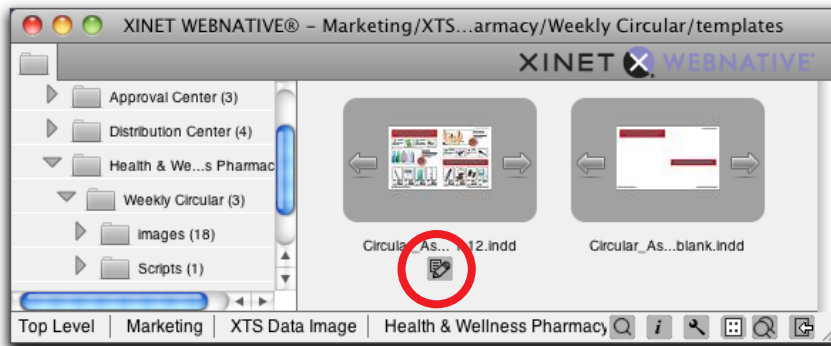 XINET WEBNATIVE® – Marketing/XTS...armacy/Weekly Circular/templates
XINET X WEBNATIVE
Approval Center (3)
Distribution Center (4)
Health & We...s Pharmac
Weekly Circular (3)
images (18)
Scripts (1)
Circular_As... 12.indd
Circular_As...blank.indd
Top Level | Marketing | XTS Data Image | Health & Wellness Pharmacy